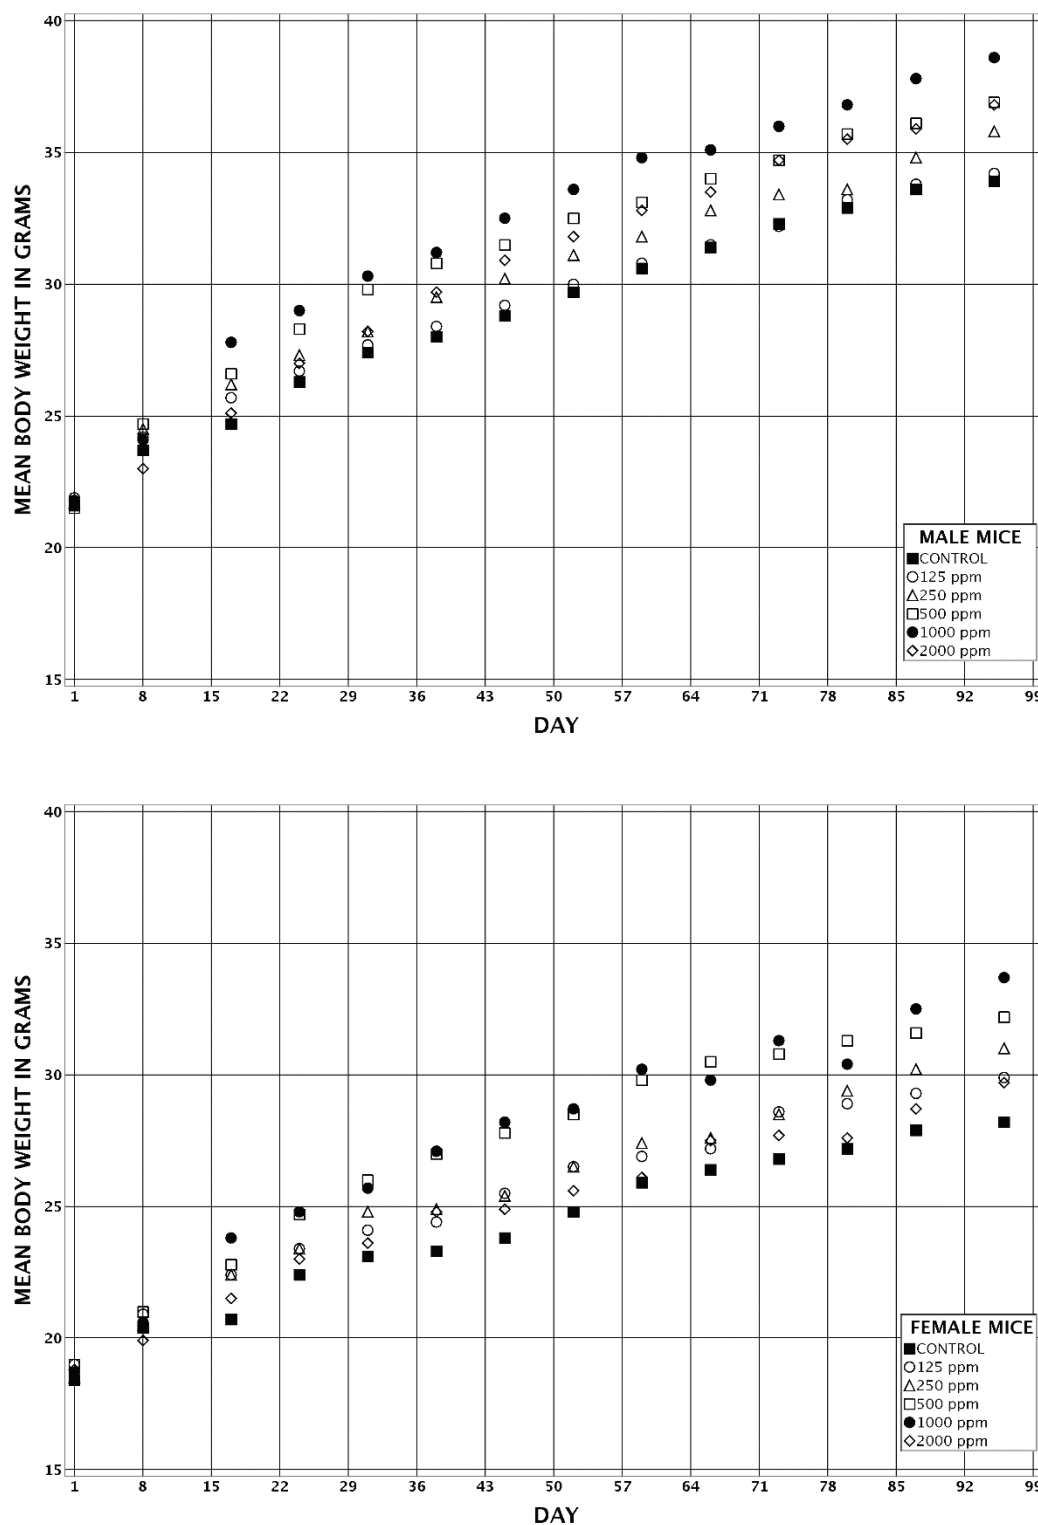 40
35
30
25
20
15
MEAN BODY WEIGHT IN GRAMS
MALE MICE
CONTROL
125 ppm
250 ppm
500 ppm
1000 ppm
2000 ppm
1 8 15 22 29 36 43 50 57 64 71 78 85 92 99
DAY
40
35
30
25
20
15
MEAN BODY WEIGHT IN GRAMS
FEMALE MICE
CONTROL
125 ppm
250 ppm
500 ppm
1000 ppm
2000 ppm
1 8 15 22 29 36 43 50 57 64 71 78 85 92 99
DAY